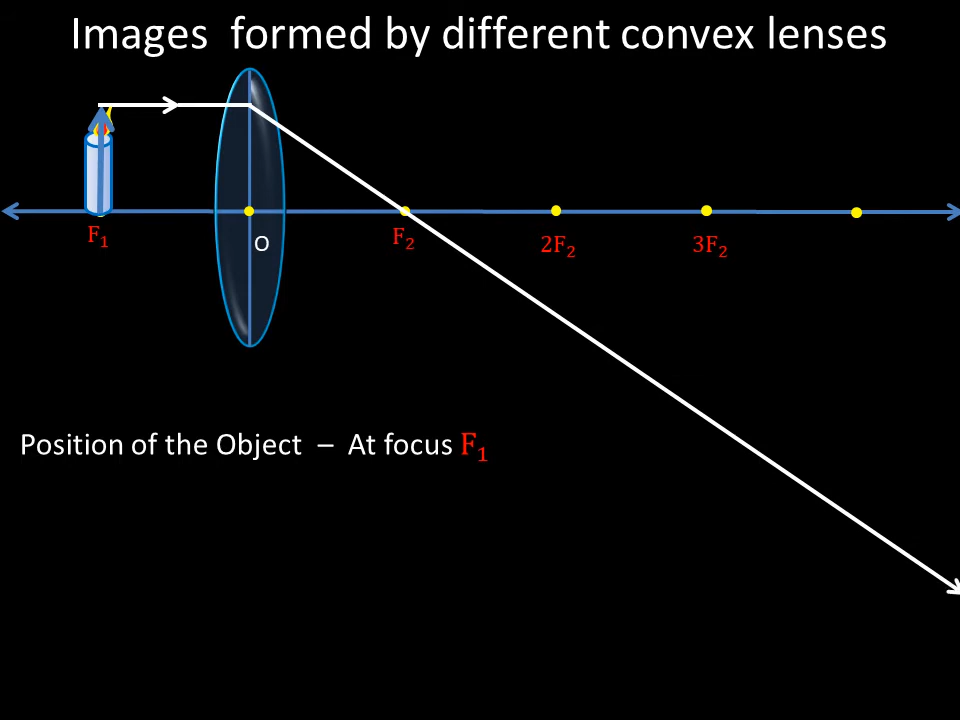 Images  formed by different convex lenses
F₁
O
F₂
2F₂
3F₂
Position of the Object  –  At focus F₁